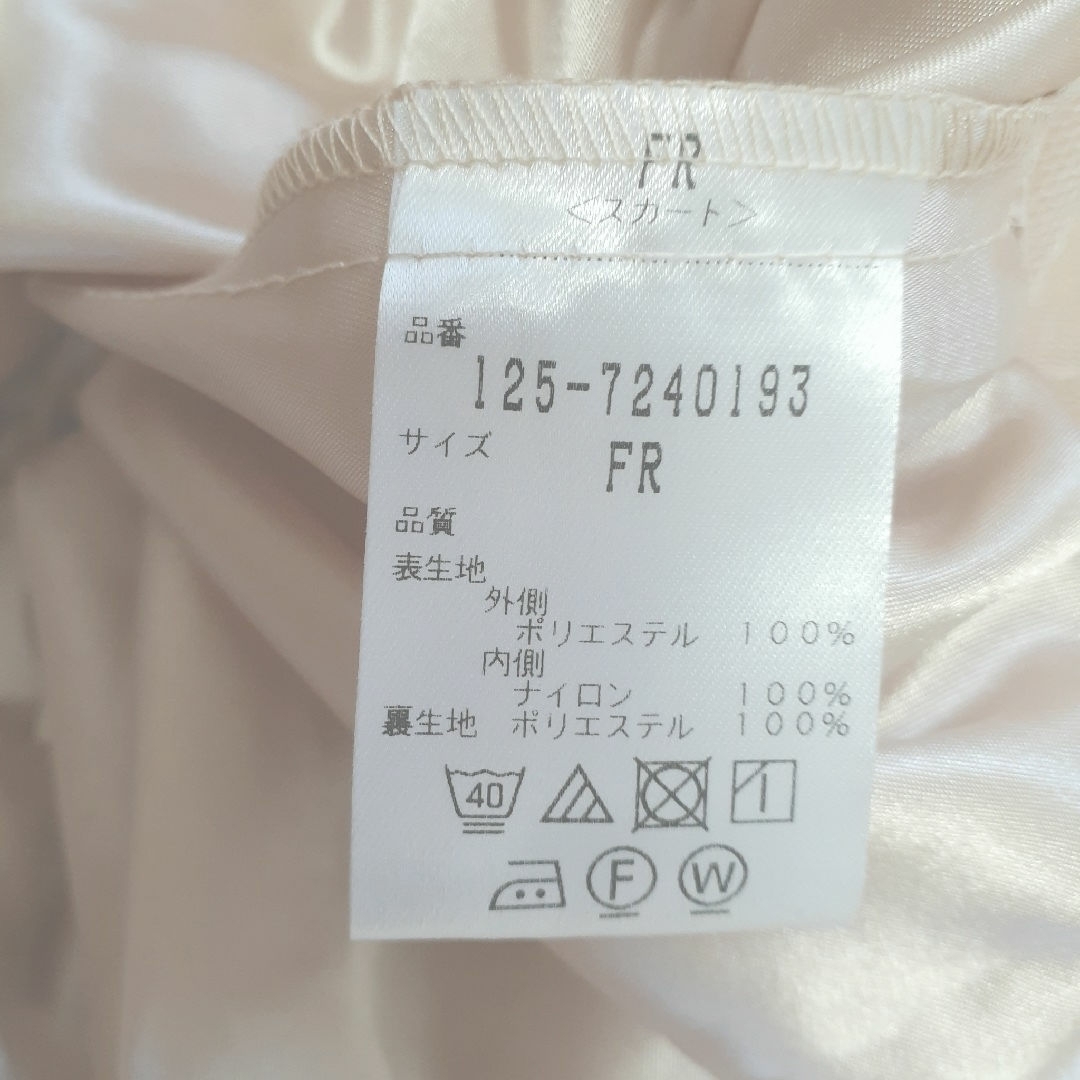 FR
<スカート>
品番
125-7240193
サイズ
FR
品質
表生地
外側
ポリエステル 100%
内側
ナイロン 100%
裏生地 ポリエステル 100%
40
F W